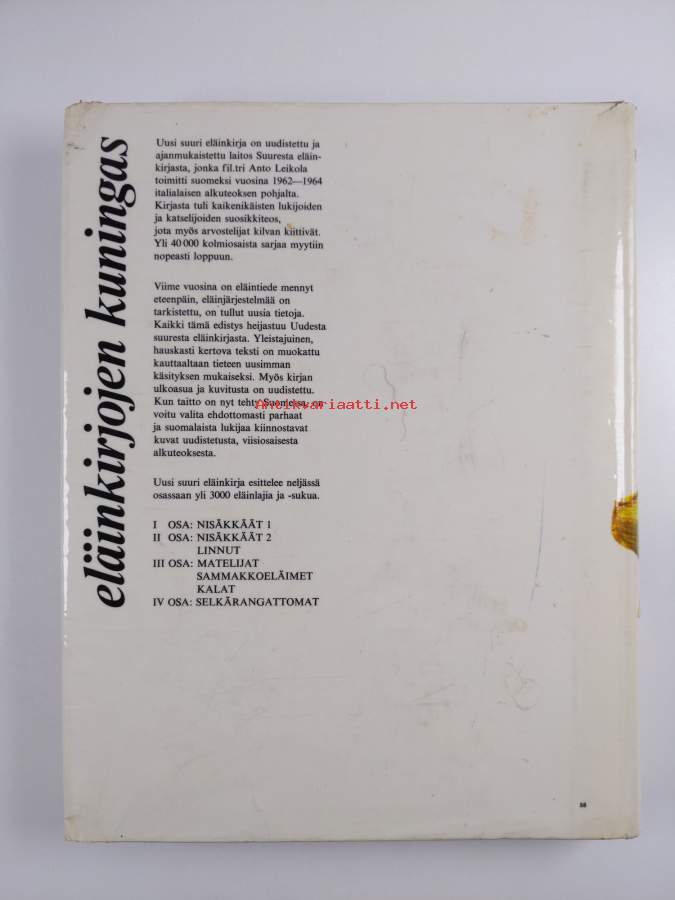 eläinkirjojen kuningas
Uusi suuri eläinkirja on uudistettu ja
ajanmukaistettu laitos Suuresta eläin-
kirjasta, jonka fil.tri Anto Leikola
toimitti suomeksi vuosina 1962—1964
italialaisen alkuteoksen pohjalta.
Kirjasta tuli kaikenikäisten lukijoiden
ja katselijoiden suosikkiteos,
jota myös arvostelijat kilvan kiittivät.
Yli 40 000 kolmiosaista sarjaa myytiin
nopeasti loppuun.
Viime vuosina on eläintiede mennyt
eteenpäin, eläinjärjestelmää on
tarkistettu, on tullut uusia tietoja.
Kaikki tämä edistys heijastuu Uudesta
suuresta eläinkirjasta. Yleistajuinen,
hauskasti kertova teksti on muokattu
kauttaaltaan tieteen uusimman
käsityksen mukaiseksi. Myös kirjan
ulkoasua ja kuvitusta on uudistettu.
Kun taitto on nyt tehty Suomessa, on
voitu valita ehdottomasti parhaat
ja suomalaista lukijaa kiinnostavat
kuvat uudistetusta, viisiosaisesta
alkuteoksesta.
Uusi suuri eläinkirja esittelee neljässä
osassaan yli 3000 eläinlajia ja -sukua.
I OSA: NISÄKKÄÄT 1
II OSA: NISÄKKÄÄT 2
LINNUT
III OSA: MATELIJAT
SAMMAKKOELÄIMET
KALAT
IV OSA: SELKÄRANGATTOMAT
Antikvariaatti.net